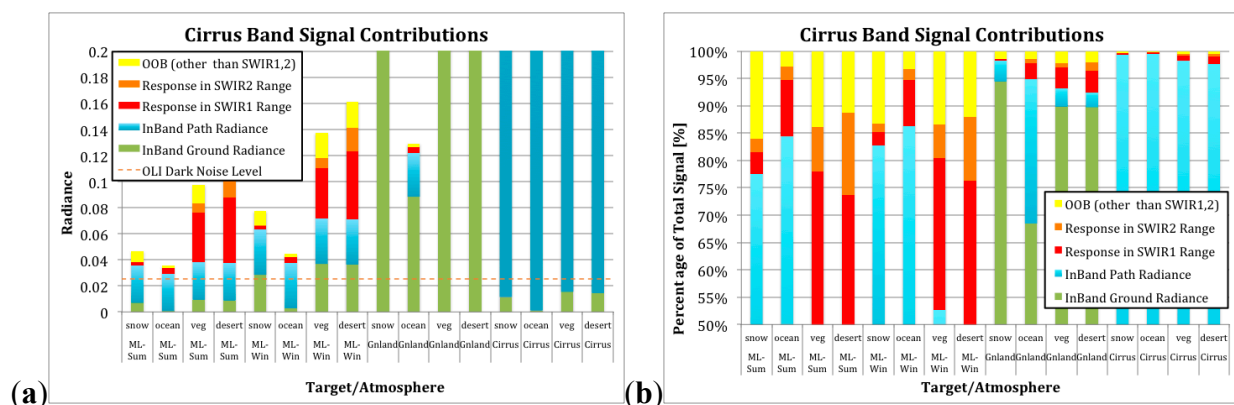 Cirrus Band Signal Contributions
0.2
0.18
0.16
0.14
0.12
0.1
0.08
0.06
0.04
0.02
0
Radiance
OOB (other than SWIR1,2)
Response in SWIR2 Range
Response in SWIR1 Range
InBand Path Radiance
InBand Ground Radiance
OLI Dark Noise Level
snow ocean veg desert snow ocean veg desert snow ocean veg desert snow ocean veg desert
ML- ML- ML- ML- ML- ML- ML- ML- Gnland Gnland Gnland Gnland Cirrus Cirrus Cirrus Cirrus
Sum Sum Sum Sum Win Win Win Win
Target/Atmosphere
(a)
Cirrus Band Signal Contributions
100%
95%
90%
85%
80%
75%
70%
65%
60%
55%
50%
Percent age of Total Signal [%]
OOB (other than SWIR1,2)
Response in SWIR2 Range
Response in SWIR1 Range
InBand Path Radiance
InBand Ground Radiance
snow ocean veg desert snow ocean veg desert snow ocean veg desert snow ocean veg desert
ML- ML- ML- ML- ML- ML- ML- ML- Gnland Gnland Gnland Gnland Cirrus Cirrus Cirrus Cirrus
Sum Sum Sum Sum Win Win Win Win
Target/Atmosphere
(b)